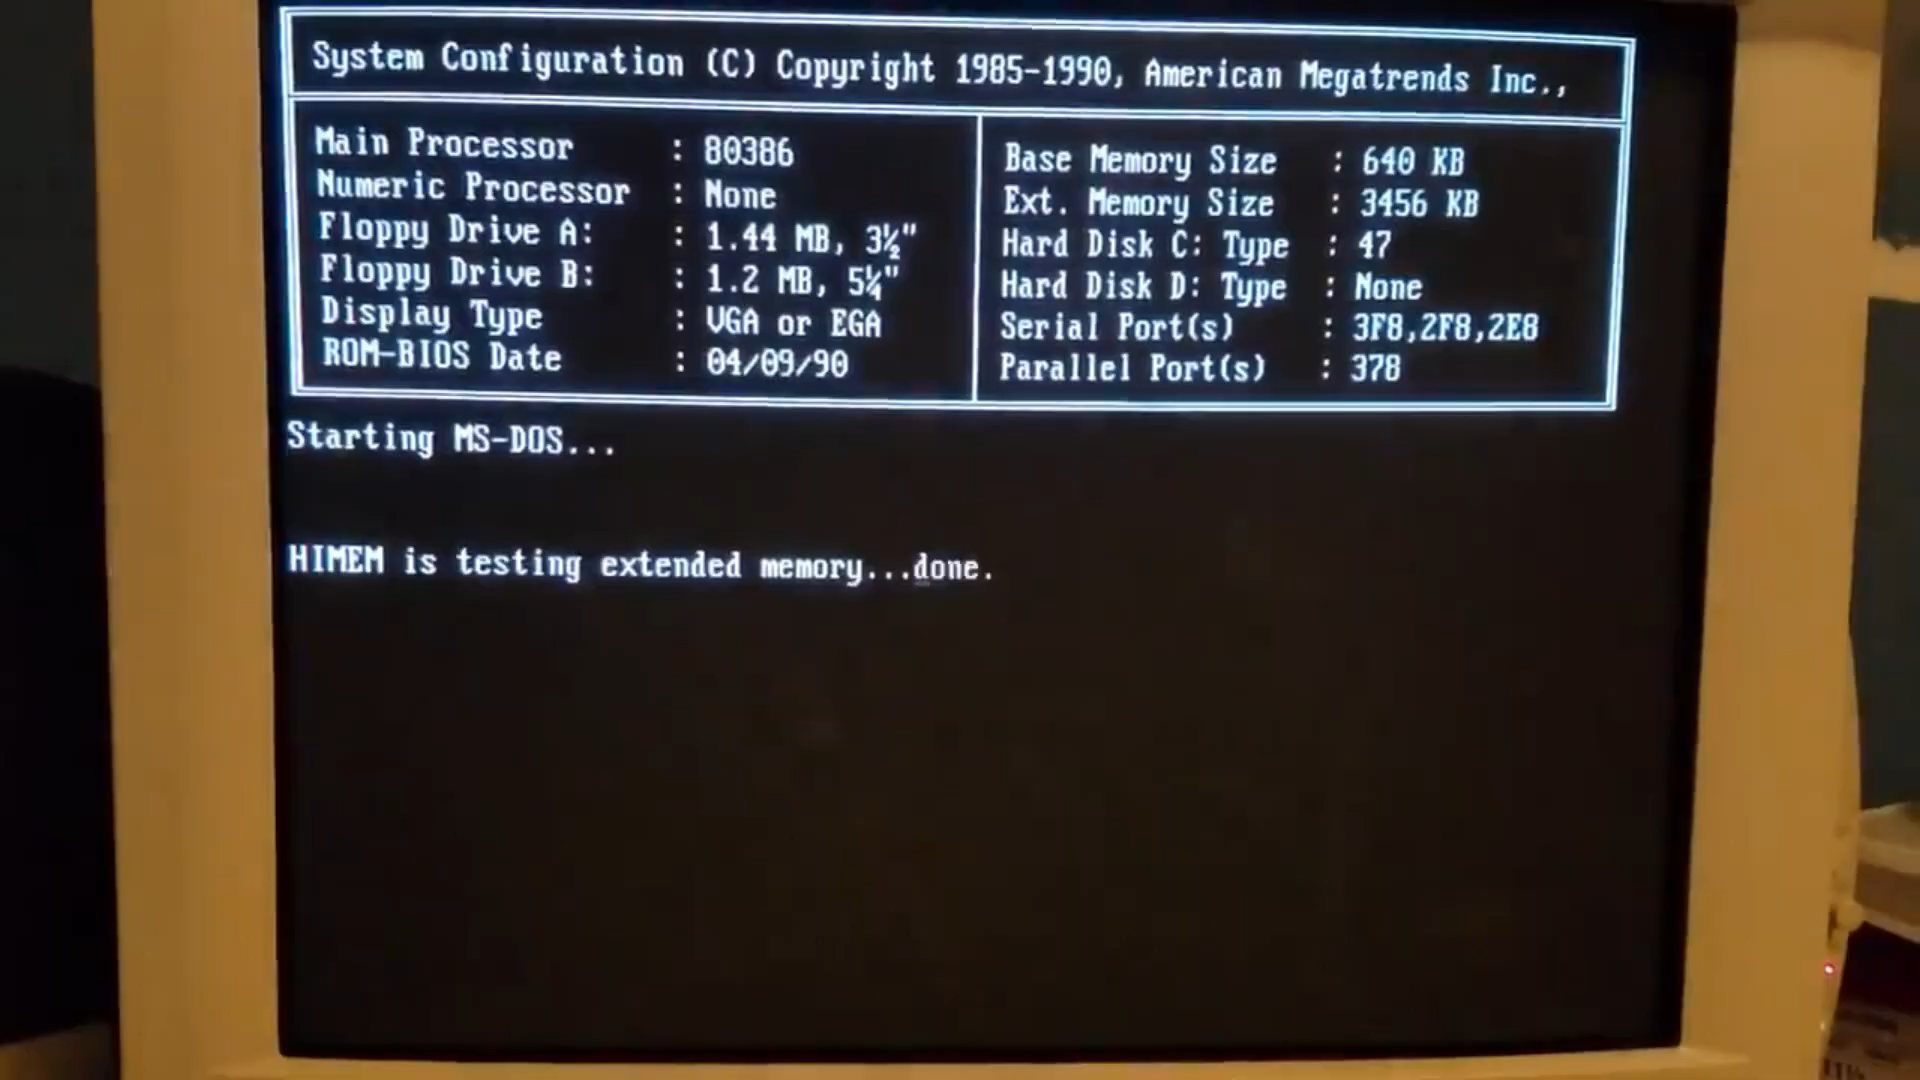 System Configuration (C) Copyright 1985-1990, American Megatrends Inc.,
Main Processor : 80386
Numeric Processor : None
Floppy Drive A: : 1.44 MB, 3½"
Floppy Drive B: : 1.2 MB, 5¼"
Display Type : VGA or EGA
ROM-BIOS Date : 04/09/90
Base Memory Size : 640 KB
Ext. Memory Size : 3456 KB
Hard Disk C: Type : 47
Hard Disk D: Type : None
Serial Port(s) : 3F8,2F8,2E8
Parallel Port(s) : 378
Starting MS-DOS...
HIMEM is testing extended memory...done.